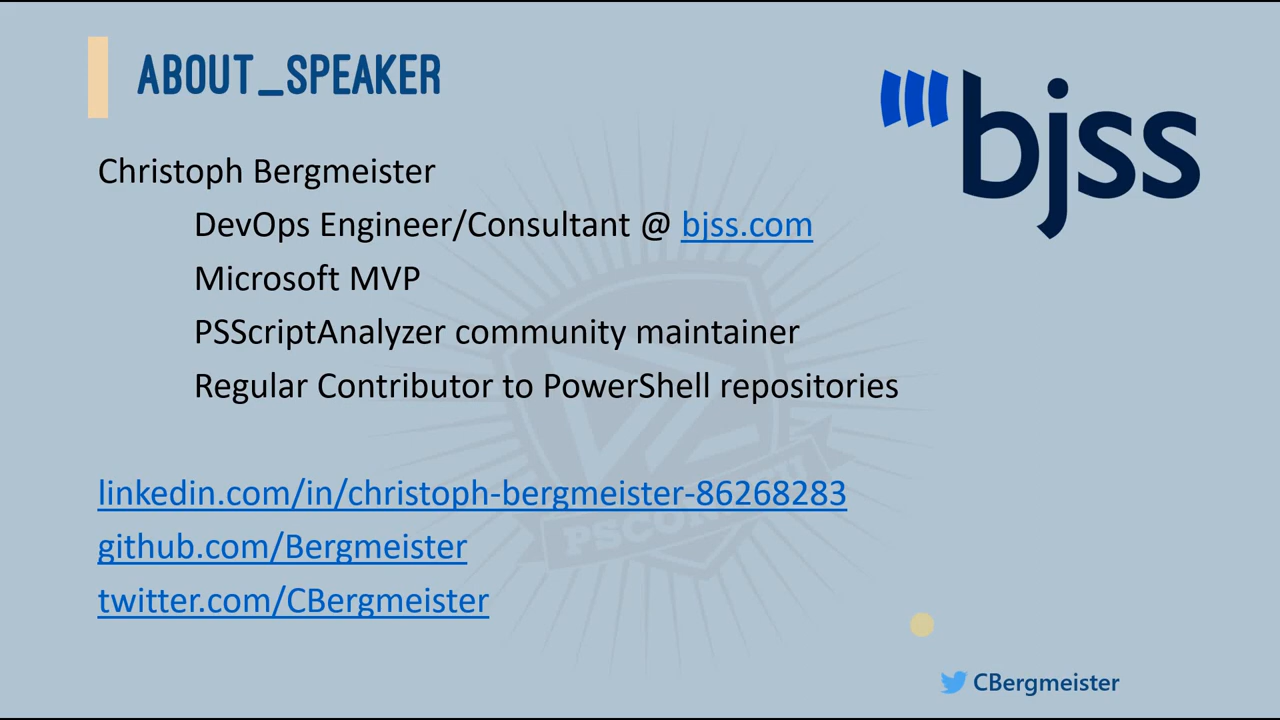 ABOUT_SPEAKER
bjss
Christoph Bergmeister
DevOps Engineer/Consultant @ bjss.com
Microsoft MVP
PSScriptAnalyzer community maintainer
Regular Contributor to PowerShell repositories
linkedin.com/in/christoph-bergmeister-86268283
github.com/Bergmeister
twitter.com/CBergmeister
CBergmeister